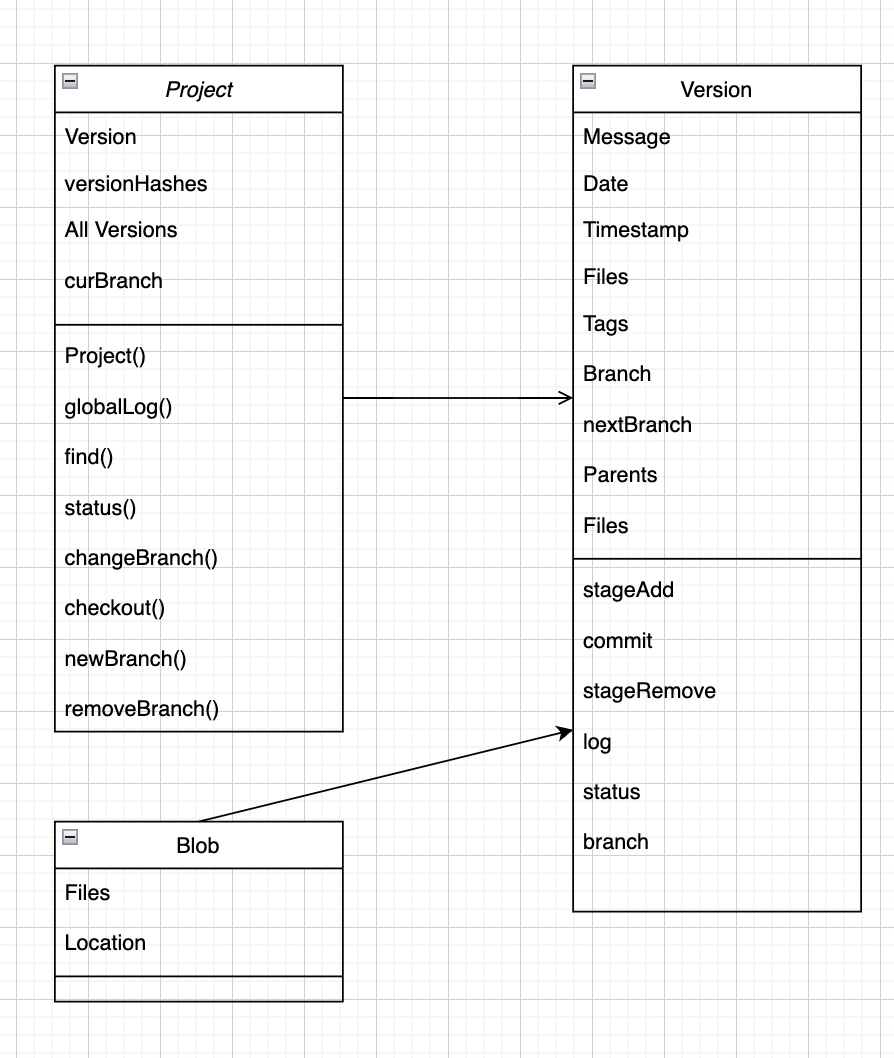 Project
Version
versionHashes
All Versions
curBranch
Project()
globalLog()
find()
status()
changeBranch()
checkout()
newBranch()
removeBranch()
Version
Message
Date
Timestamp
Files
Tags
Branch
nextBranch
Parents
Files
stageAdd
commit
stageRemove
log
status
branch
Blob
Files
Location